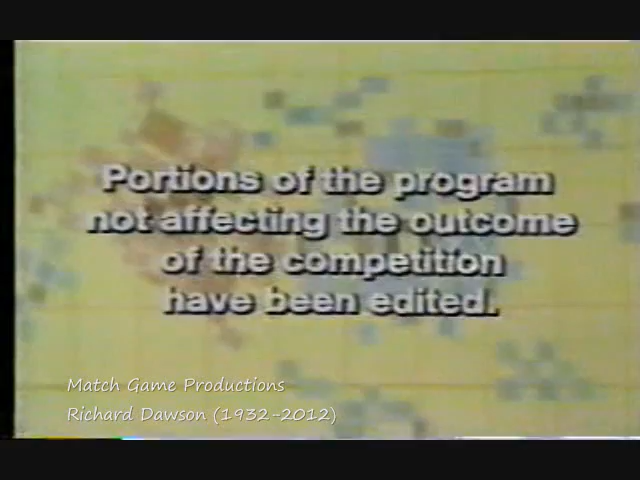 Portions of the program
not affecting the outcome
of the competition
have been edited.
Match Game Productions
Richard Dawson (1932-2012)